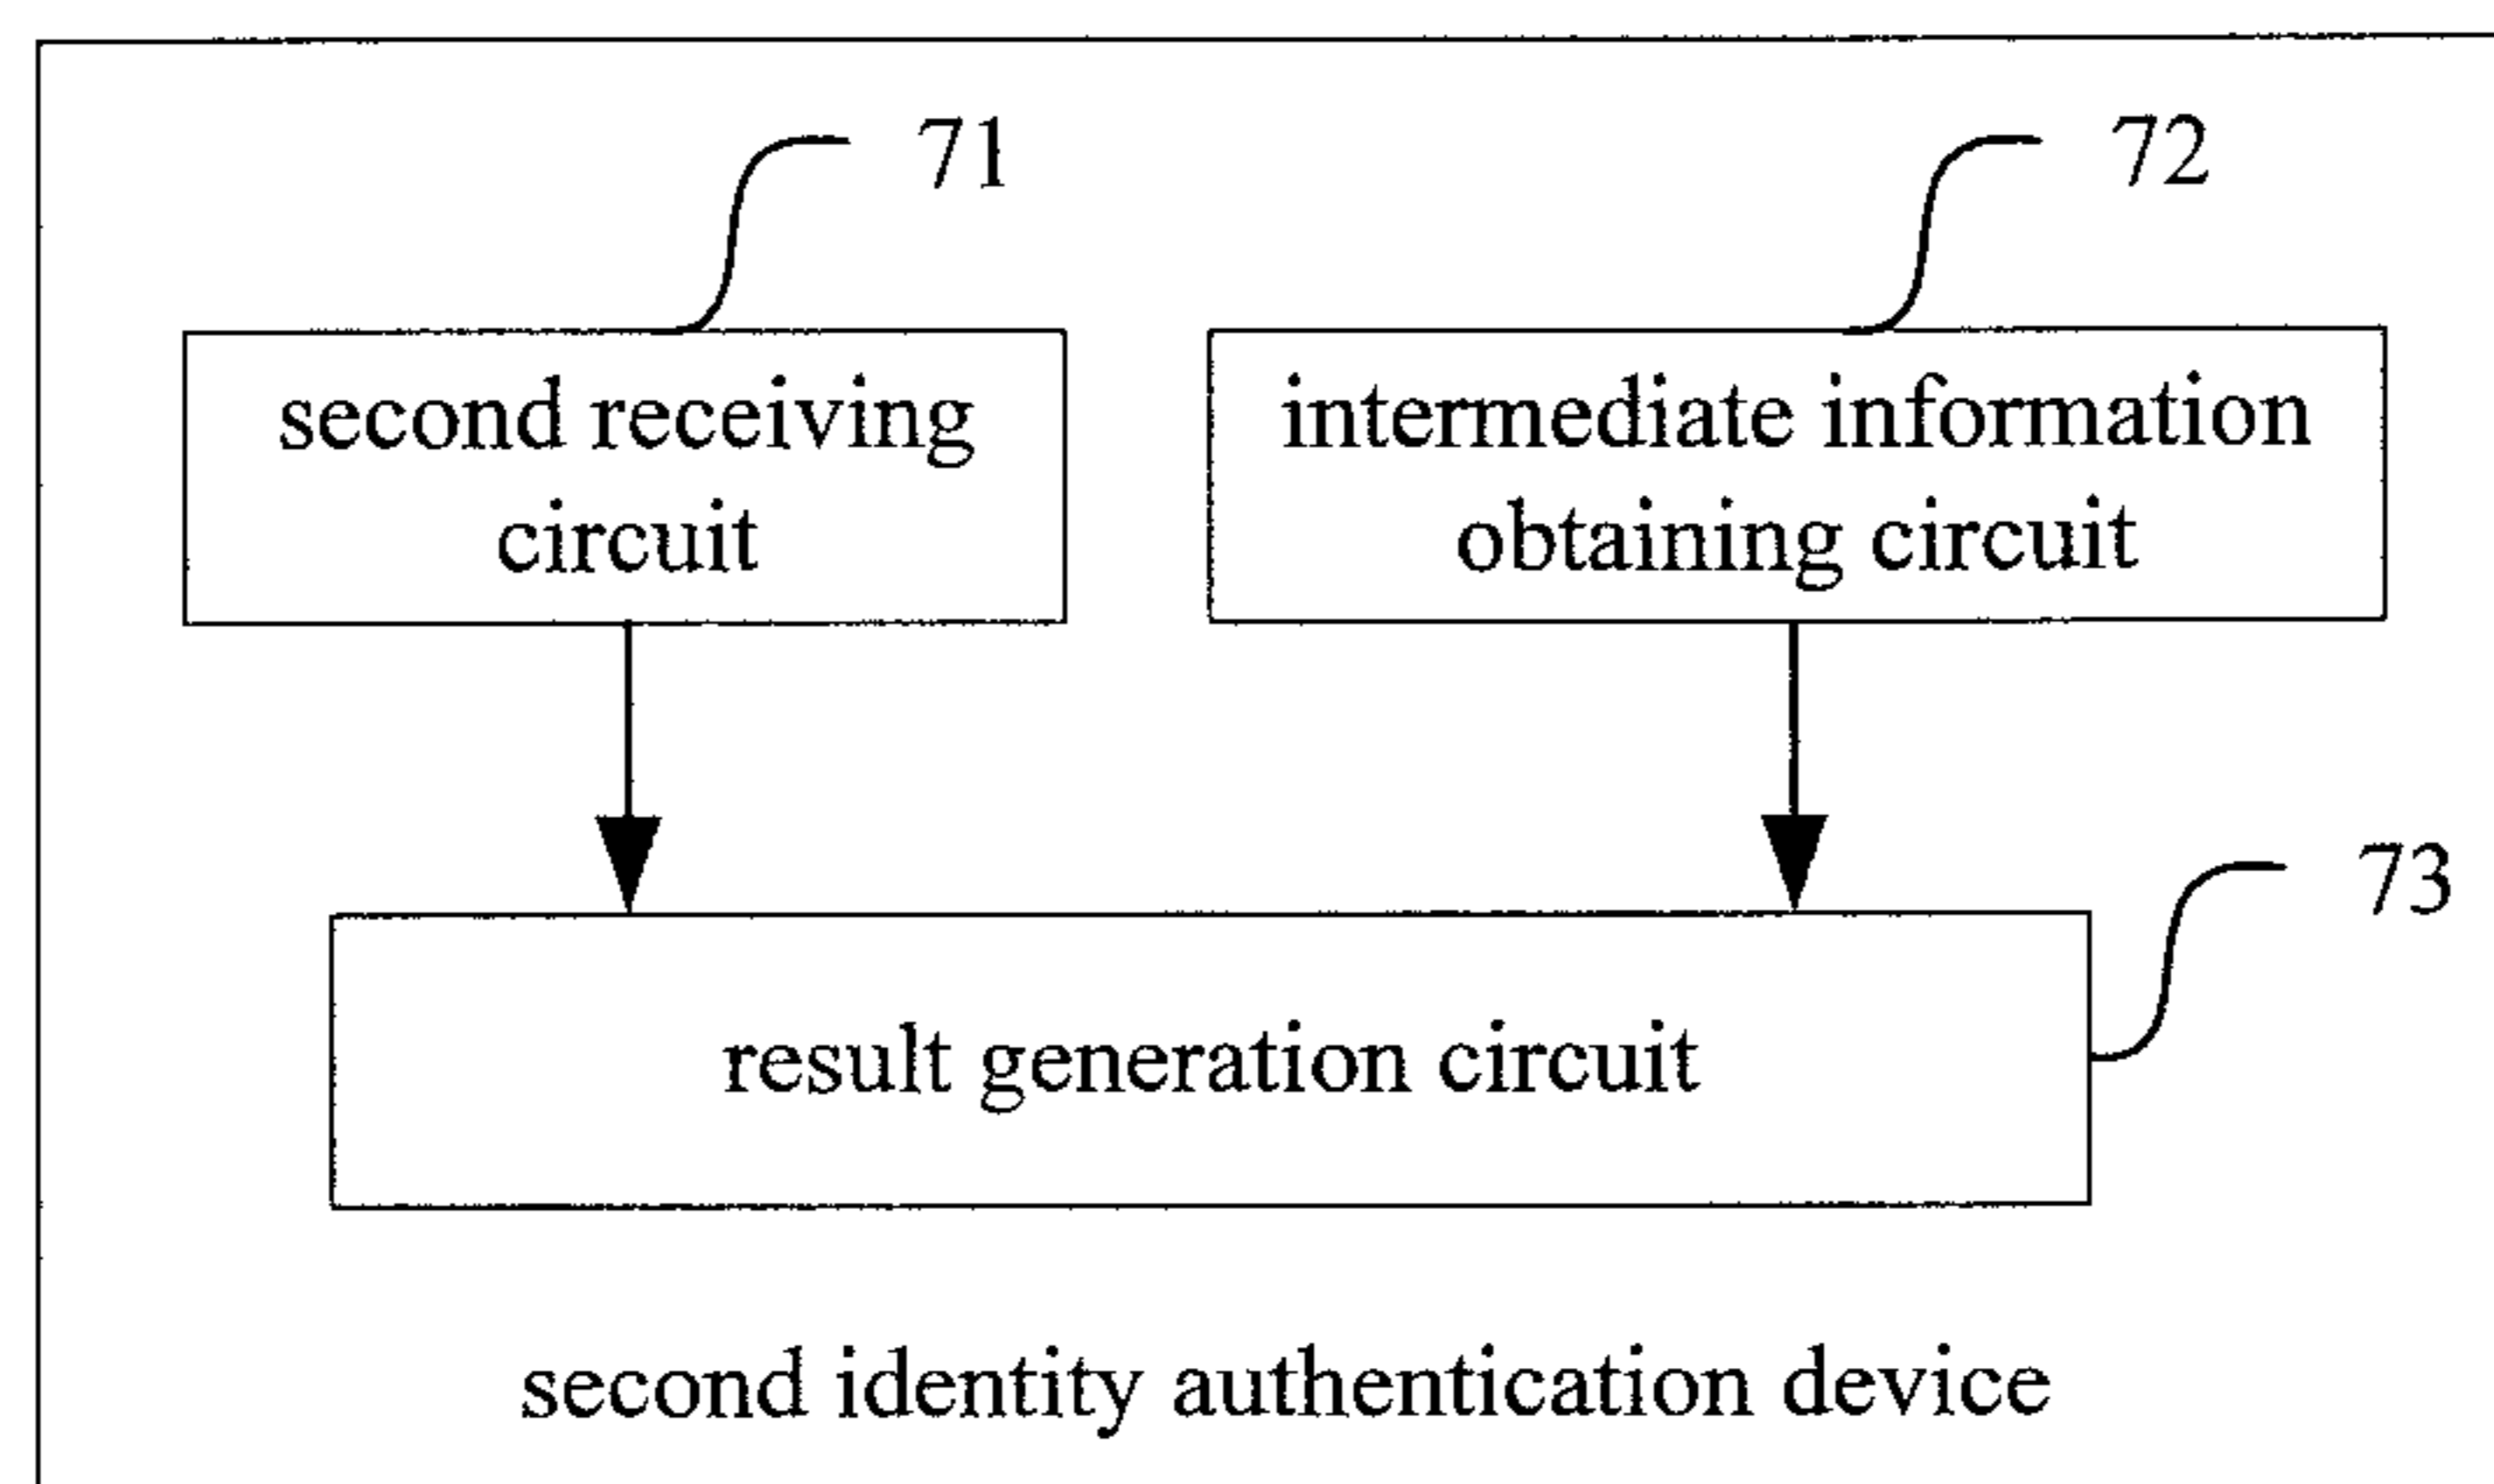 71
72
second receiving
circuit
intermediate information
obtaining circuit
73
result generation circuit
second identity authentication device